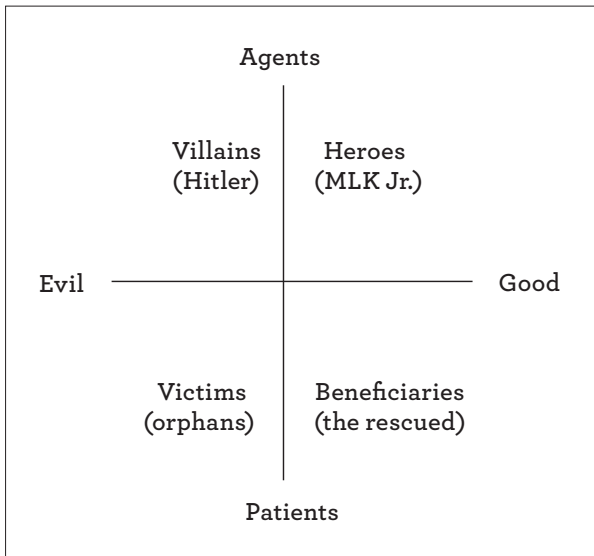 Agents
Villains
(Hitler)
Heroes
(MLK Jr.)
Evil
Good
Victims
(orphans)
Beneficiaries
(the rescued)
Patients